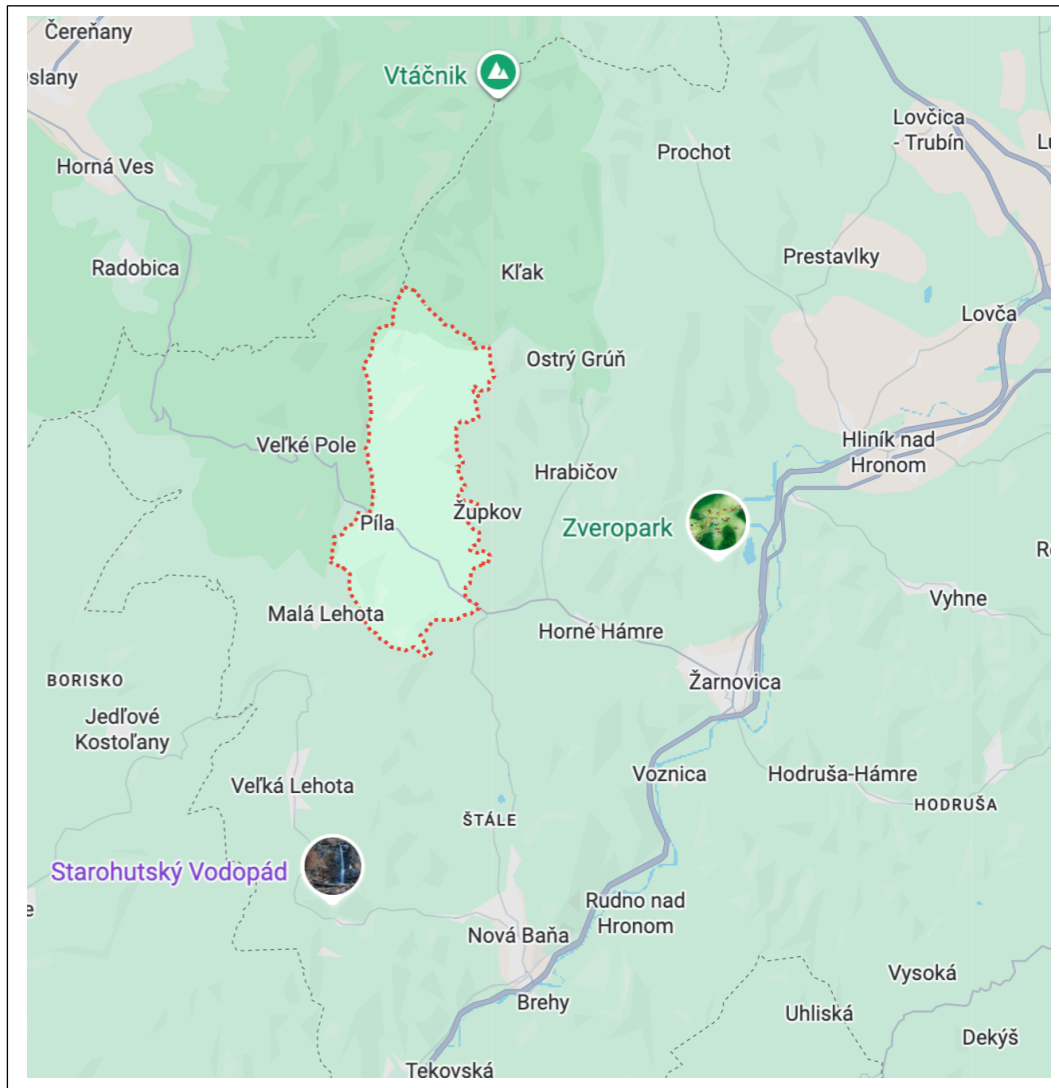 Čereňany
Vtáčnik
Lovčica
- Trubín
Prochot
Horná Ves
Radobica
Prestavlky
Kľak
Lovča
Ostrý Grúň
Veľké Pole
Hliník nad
Hronom
Hrabičov
Župkov
Píla
Zveropark
Vyhne
Malá Lehota
Horné Hámre
Žarnovica
BORISKO
Jedľové
Kostoľany
Veľká Lehota
Voznica
Hodruša-Hámre
HODRUŠA
ŠTÁLE
Starohutský Vodopád
Rudno nad
Hronom
Nová Baňa
Brehy
Vysoká
Uhliská
Dekýš
Tekovská